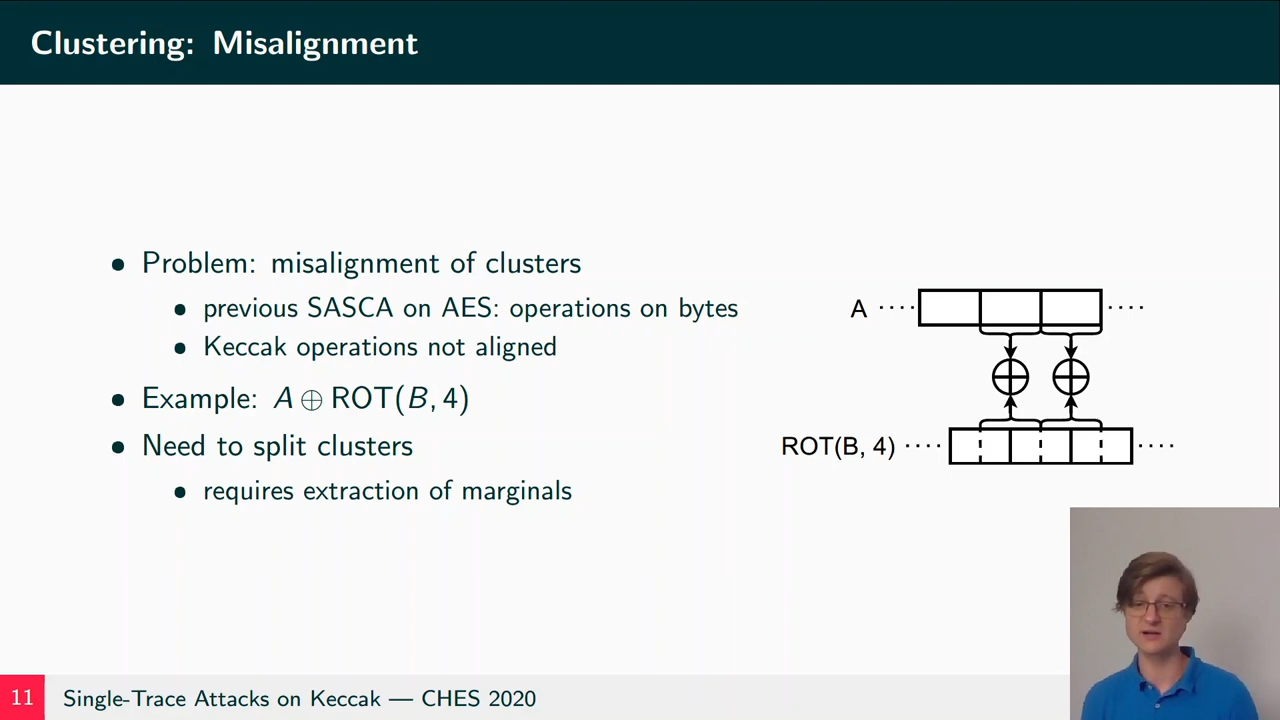 Clustering: Misalignment
• Problem: misalignment of clusters
• previous SASCA on AES: operations on bytes
• Keccak operations not aligned
• Example: A ⊕ ROT(B, 4)
• Need to split clusters
• requires extraction of marginals
A
ROT(B, 4)
11 Single-Trace Attacks on Keccak — CHES 2020